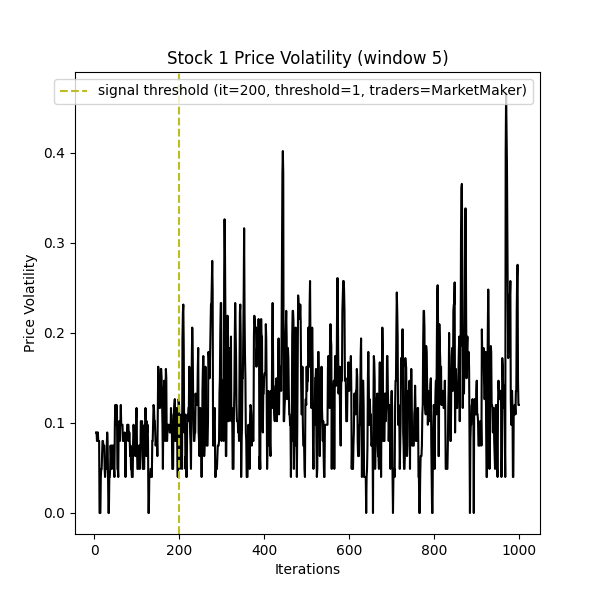 Stock 1 Price Volatility (window 5)
signal threshold (it=200, threshold=1, traders=MarketMaker)
0.4
0.3
0.2
0.1
0.0
Price Volatility
0 200 400 600 800 1000
Iterations